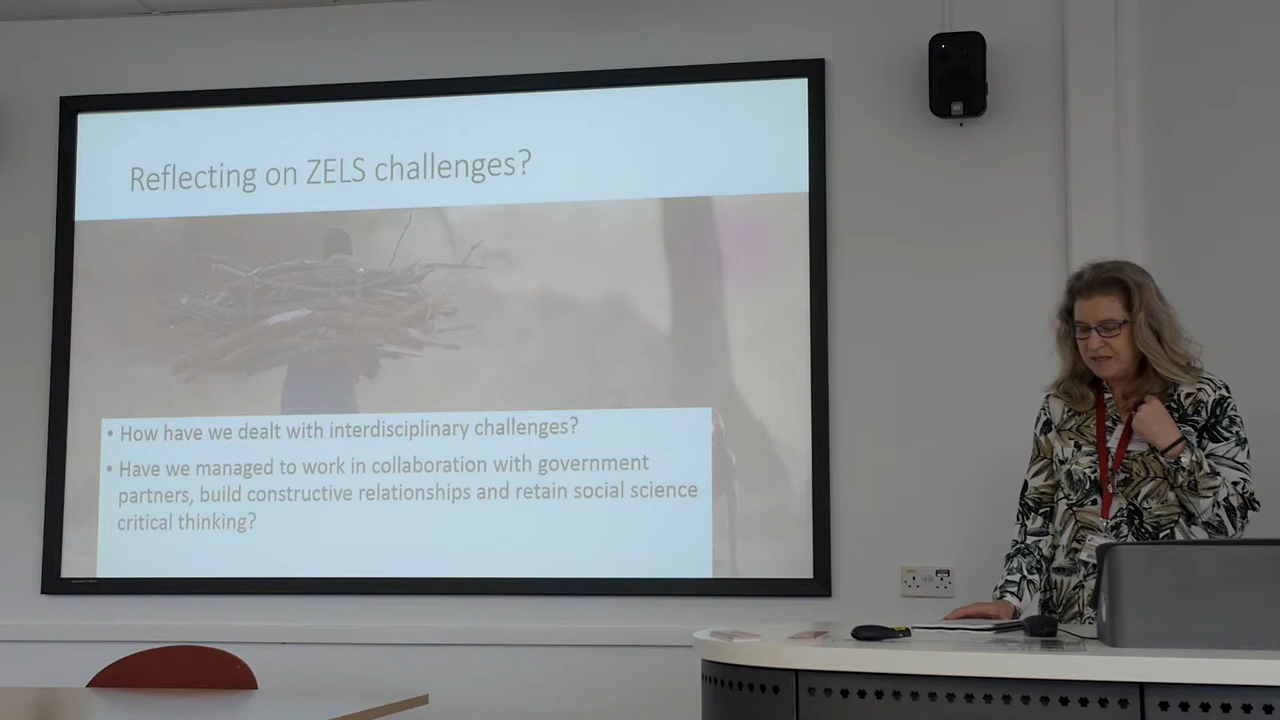 Reflecting on ZELS challenges?
• How have we dealt with interdisciplinary challenges?
• Have we managed to work in collaboration with government
partners, build constructive relationships and retain social science
critical thinking?